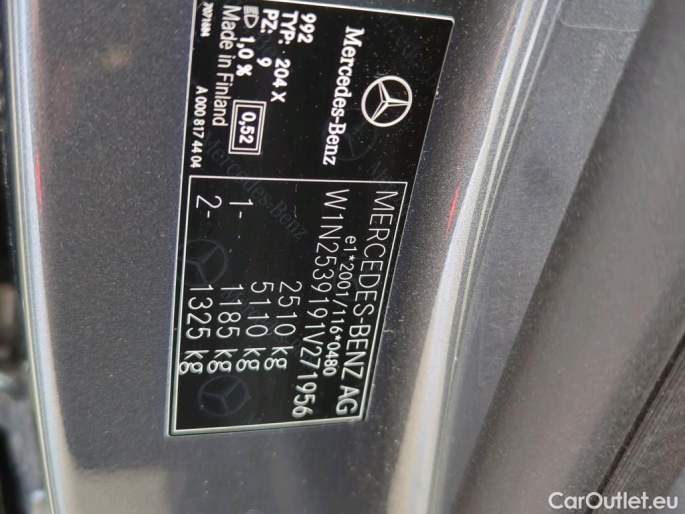 Mercedes-Benz
992
TYP: 204 X
PZ: 9
1,0 %
Made in Finland
0,52
A 000 817 44 04
MERCEDES-BENZ AG
e1*2001/116*0480
W1N2539191V271956
2510 kg
5110 kg
1- 1185 kg
2- 1325 kg
Mercedes-Benz
CarOutlet.eu